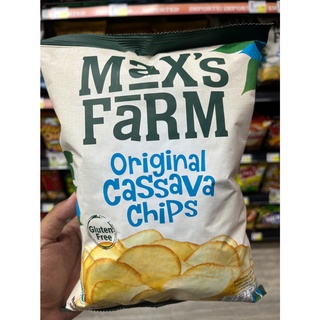 Max's
Farm
Original
Cassava
Chips
Gluten
Free